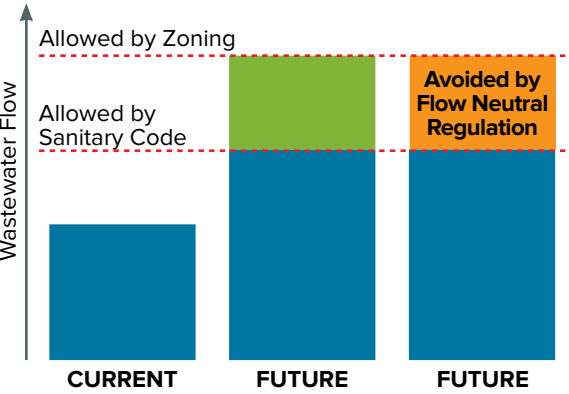 Allowed by Zoning
Allowed by
Sanitary Code
Wastewater Flow
Avoided by
Flow Neutral
Regulation
CURRENT
FUTURE
FUTURE